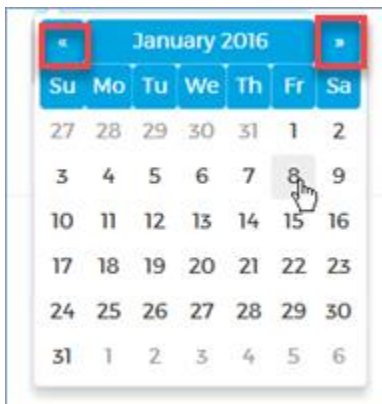 « January 2016 »
Su Mo Tu We Th Fr Sa
27 28 29 30 31 1 2
3 4 5 6 7 8 9
10 11 12 13 14 15 16
17 18 19 20 21 22 23
24 25 26 27 28 29 30
31 1 2 3 4 5 6